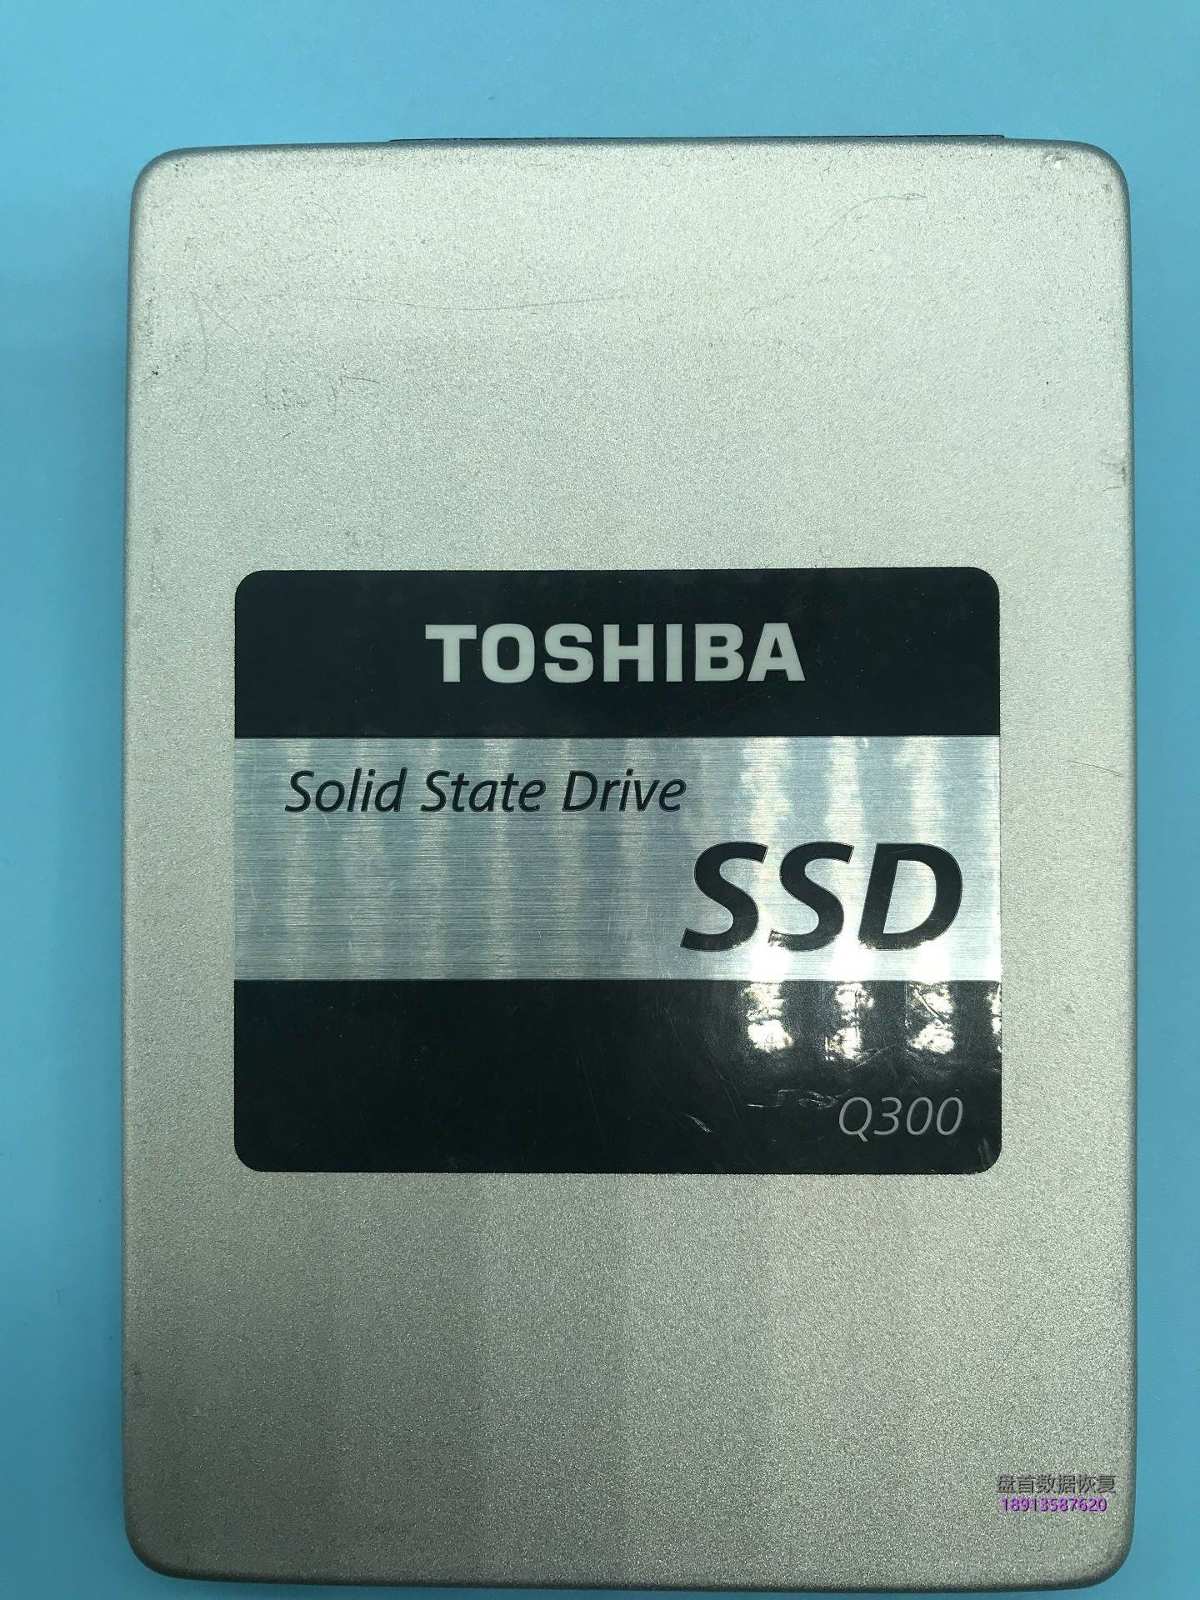 TOSHIBA
Solid State Drive
SSD
Q300
盘首数据恢复
18913587620